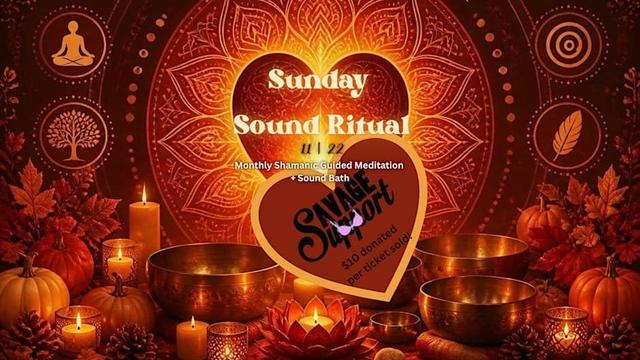 Sunday
Sound Ritual
11 | 22
Monthly Shamanic Guided Meditation
+ Sound Bath
SAVAGE
Support
$10 donated
per ticket sold!